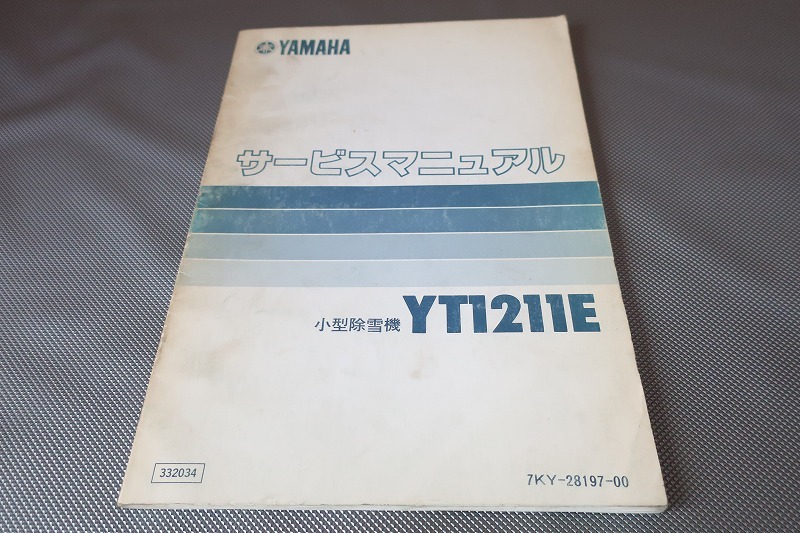 YAMAHA
サービスマニュアル
小型除雪機 YT1211E
332034
7KY-28197-00